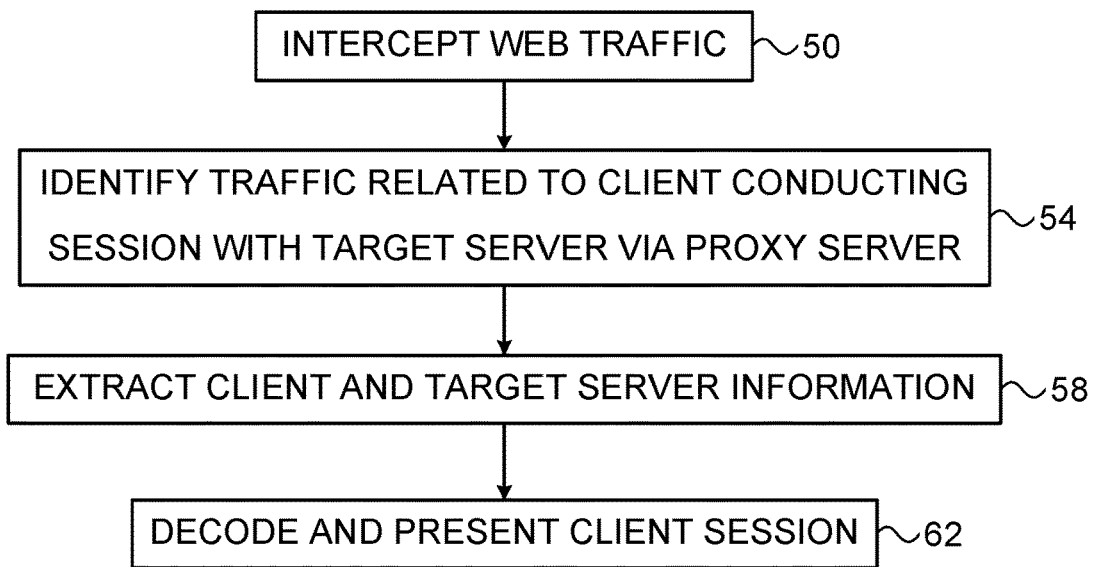 INTERCEPT WEB TRAFFIC
50
IDENTIFY TRAFFIC RELATED TO CLIENT CONDUCTING
SESSION WITH TARGET SERVER VIA PROXY SERVER
54
EXTRACT CLIENT AND TARGET SERVER INFORMATION
58
DECODE AND PRESENT CLIENT SESSION
62